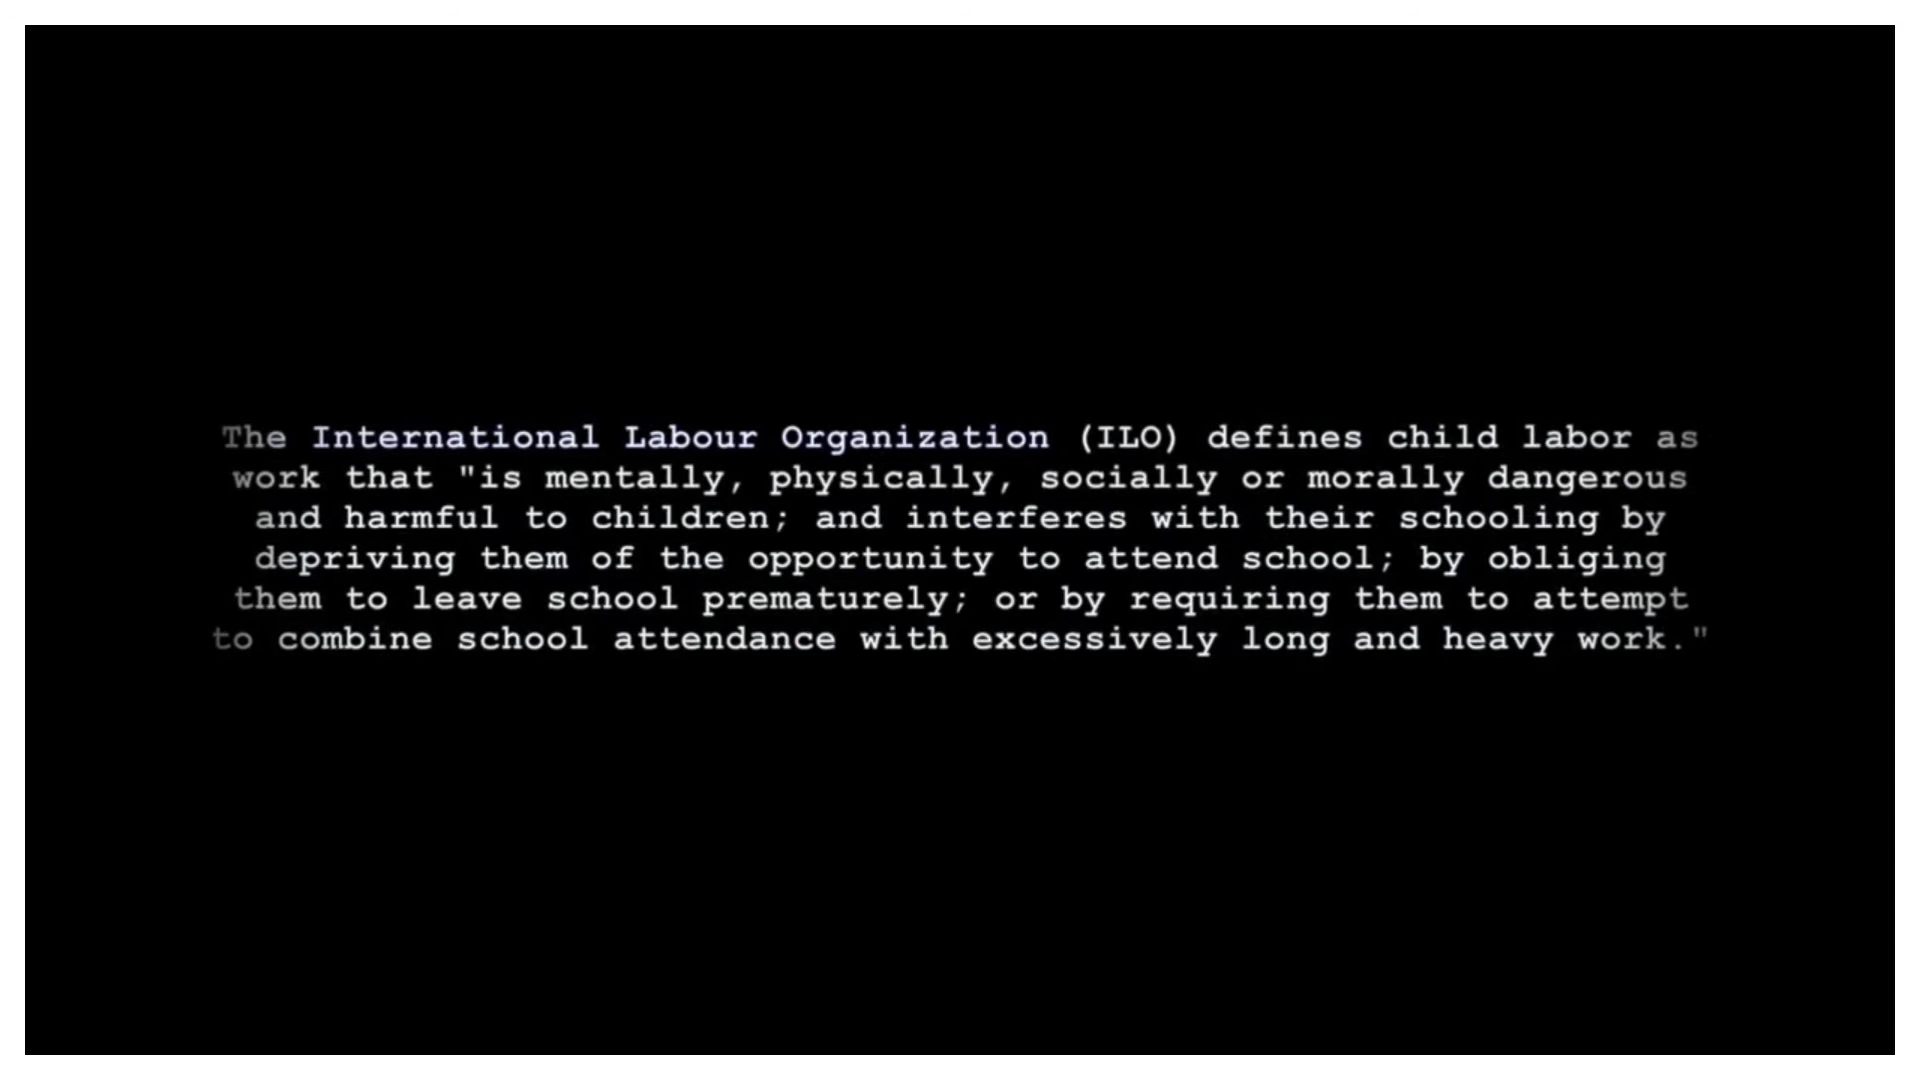 The International Labour Organization (ILO) defines child labor as
work that "is mentally, physically, socially or morally dangerous
and harmful to children; and interferes with their schooling by
depriving them of the opportunity to attend school; by obliging
them to leave school prematurely; or by requiring them to attempt
to combine school attendance with excessively long and heavy work."